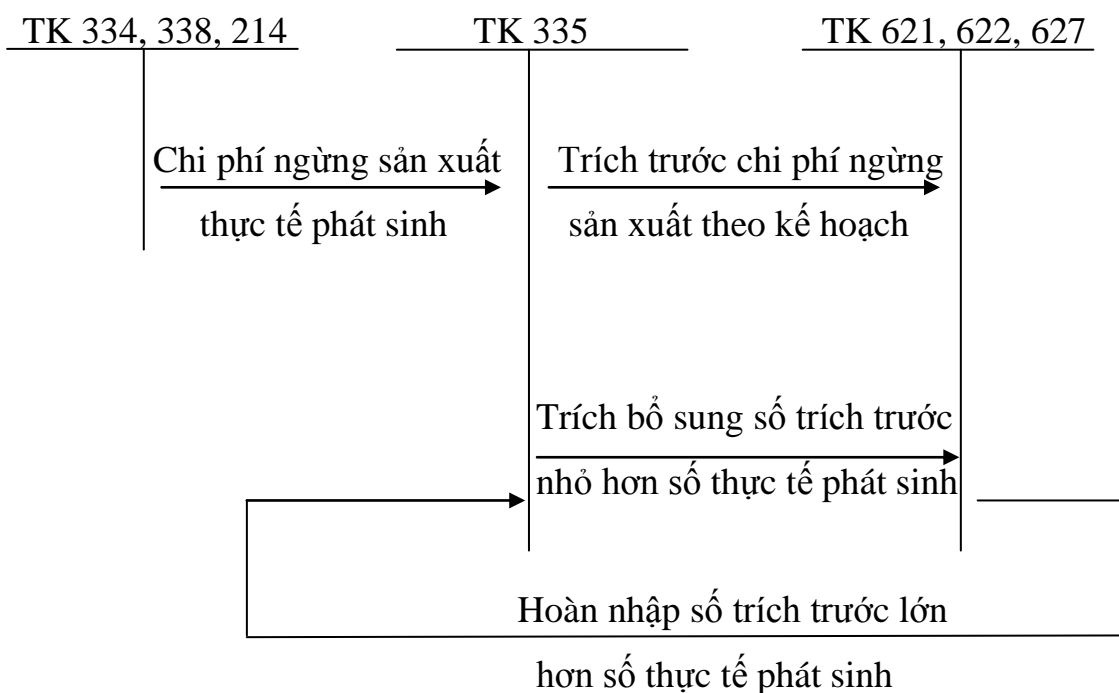 TK 334, 338, 214 TK 335 TK 621, 622, 627
Chi phí ngừng sản xuất Trích trước chi phí ngừng
thực tế phát sinh sản xuất theo kế hoạch
Trích bổ sung số trích trước
nhỏ hơn số thực tế phát sinh
Hoàn nhập số trích trước lớn
hơn số thực tế phát sinh